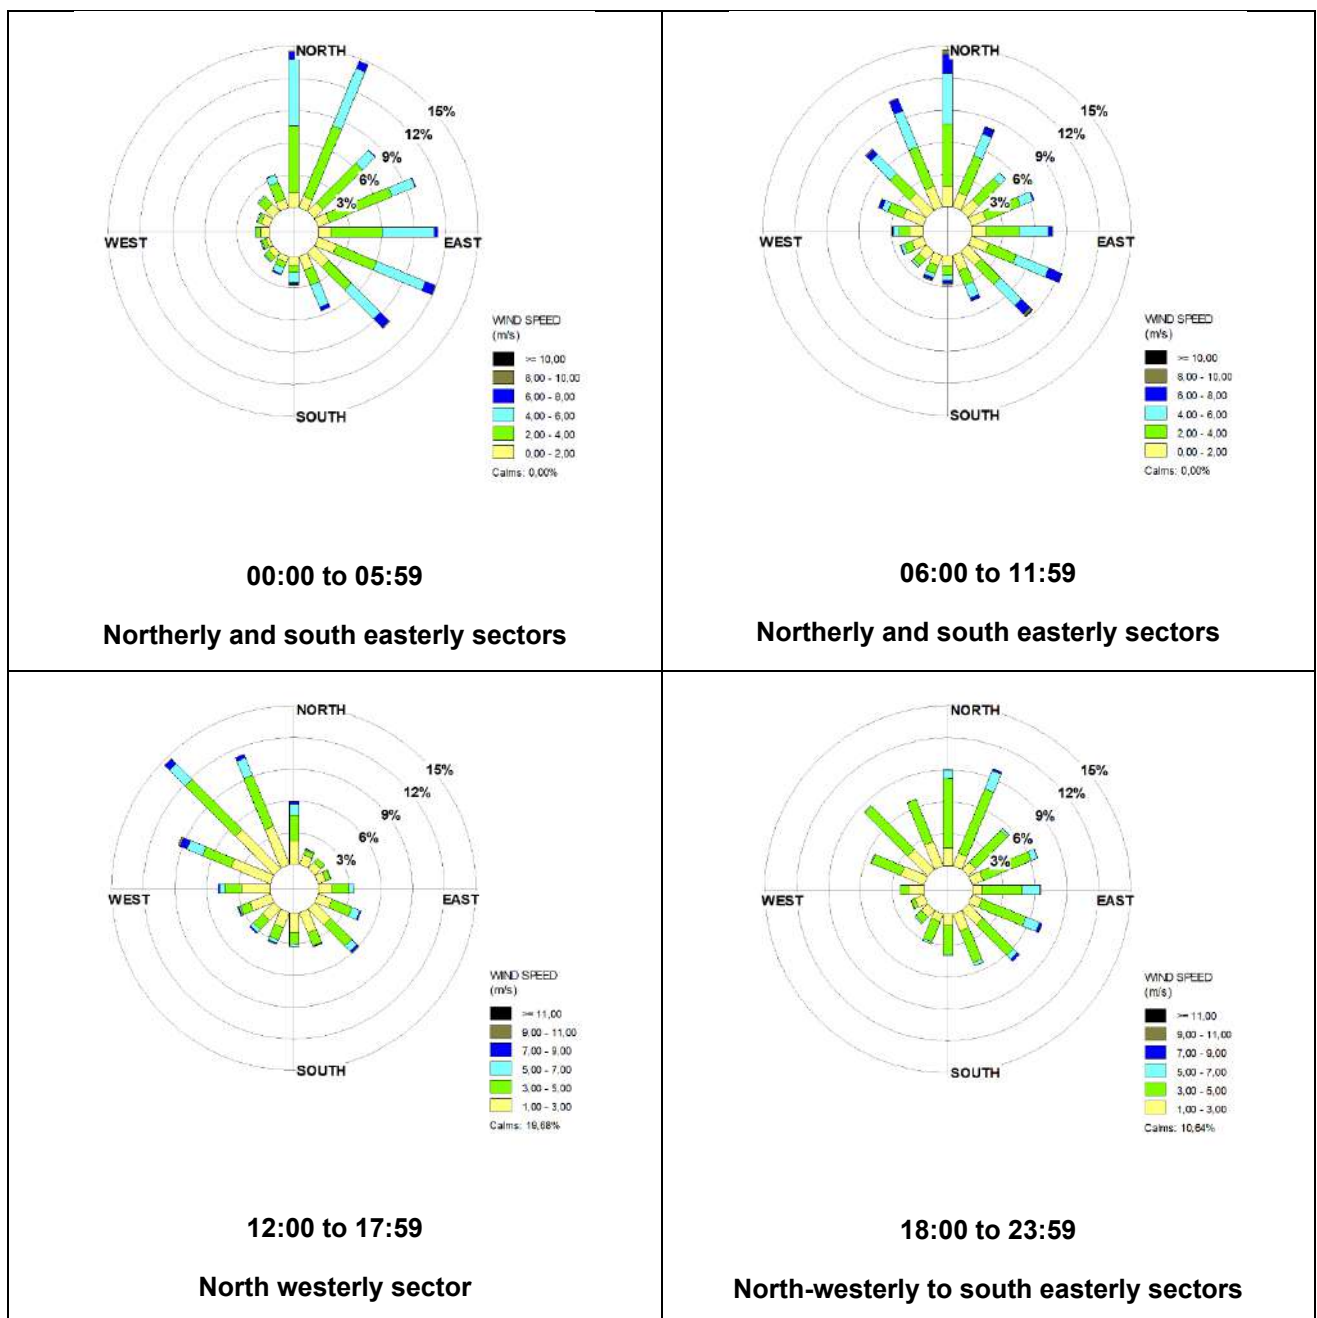 NORTH
15%
12%
9%
6%
3%
WEST
EAST
SOUTH
WIND SPEED
(m/s)
>= 10,00
8,00 - 10,00
6,00 - 8,00
4,00 - 6,00
2,00 - 4,00
0,00 - 2,00
Calms: 0,00%
00:00 to 05:59
Northerly and south easterly sectors
NORTH
15%
12%
9%
6%
3%
WEST
EAST
SOUTH
WIND SPEED
(m/s)
>= 10,00
8,00 - 10,00
6,00 - 8,00
4,00 - 6,00
2,00 - 4,00
0,00 - 2,00
Calms: 0,00%
06:00 to 11:59
Northerly and south easterly sectors
NORTH
15%
12%
9%
6%
3%
WEST
EAST
SOUTH
WIND SPEED
(m/s)
>= 11,00
9,00 - 11,00
7,00 - 9,00
5,00 - 7,00
3,00 - 5,00
1,00 - 3,00
Calms: 19,68%
12:00 to 17:59
North westerly sector
NORTH
15%
12%
9%
6%
3%
WEST
EAST
SOUTH
WIND SPEED
(m/s)
>= 11,00
9,00 - 11,00
7,00 - 9,00
5,00 - 7,00
3,00 - 5,00
1,00 - 3,00
Calms: 10,64%
18:00 to 23:59
North-westerly to south easterly sectors